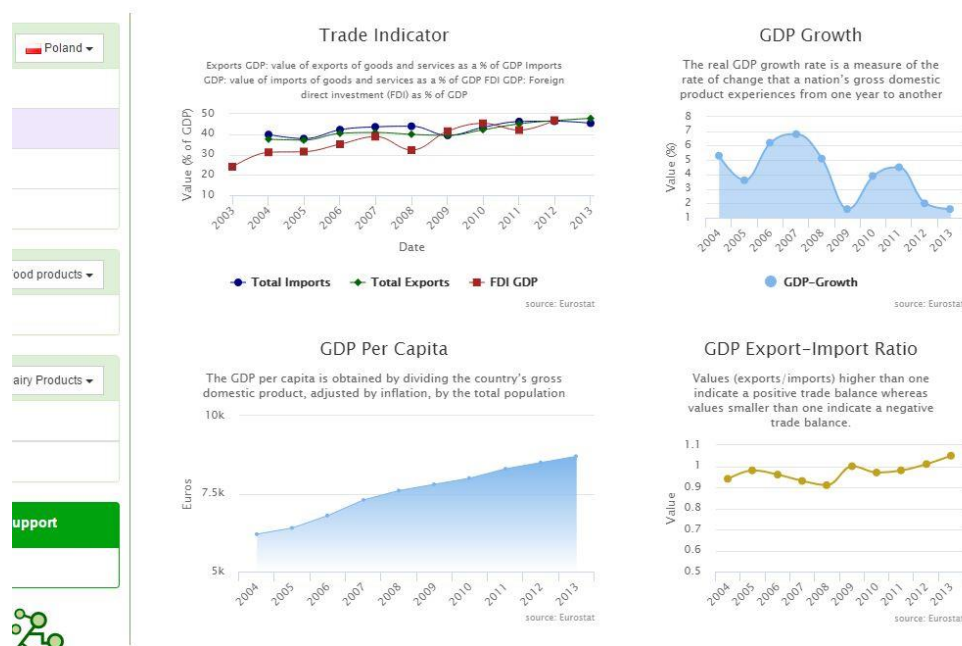 Poland
ood products
airy Products
upport
Trade Indicator
Exports GDP: value of exports of goods and services as a % of GDP Imports
GDP: value of imports of goods and services as a % of GDP FDI GDP: Foreign
direct investment (FDI) as % of GDP
Value (% of GDP)
50
40
30
20
10
2003 2004 2005 2006 2007 2008 2009 2010 2011 2012 2013
Date
Total Imports Total Exports FDI GDP
source: Eurostat
GDP Growth
The real GDP growth rate is a measure of the
rate of change that a nation's gross domestic
product experiences from one year to another
Value (%)
8
7
6
5
4
3
2
1
2004 2005 2006 2007 2008 2009 2010 2011 2012 2013
GDP-Growth
source: Eurostat
GDP Per Capita
The GDP per capita is obtained by dividing the country's gross
domestic product, adjusted by inflation, by the total population
Euros
10k
7.5k
5k
2004 2005 2006 2007 2008 2009 2010 2011 2012 2013
source: Eurostat
GDP Export-Import Ratio
Values (exports/imports) higher than one
indicate a positive trade balance whereas
values smaller than one indicate a negative
trade balance.
Value
1.1
1
0.9
0.8
0.7
0.6
0.5
2004 2005 2006 2007 2008 2009 2010 2011 2012 2013
source: Eurostat